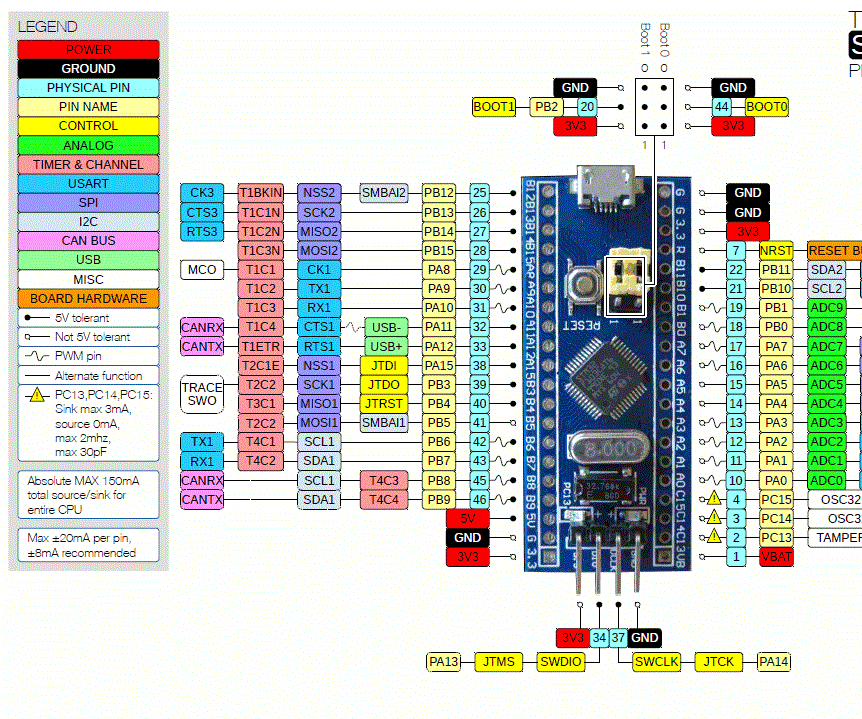 LEGEND
POWER
GROUND
PHYSICAL PIN
PIN NAME
CONTROL
ANALOG
TIMER & CHANNEL
USART
SPI
I2C
CAN BUS
USB
MISC
BOARD HARDWARE
5V tolerant
Not 5V tolerant
PWM pin
Alternate function
PC13,PC14,PC15:
Sink max 3mA,
source 0mA,
max 2mhz,
max 30pF
Absolute MAX 150mA
total source/sink for
entire CPU
Max ±20mA per pin,
±8mA recommended
Boot 1 Boot 0
GND GND
BOOT1 PB2 20 44 BOOT0
3V3 3V3
1 1
CK3 T1BKIN NSS2 SMBAI2 PB12 25
CTS3 T1C1N SCK2 PB13 26
RTS3 T1C2N MISO2 PB14 27
T1C3N MOSI2 PB15 28
MCO T1C1 CK1 PA8 29
T1C2 TX1 PA9 30
T1C3 RX1 PA10 31
CANRX T1C4 CTS1 USB- PA11 32
CANTX T1ETR RTS1 USB+ PA12 33
T2C1E NSS1 JTDI PA15 38
TRACE
SWO
T2C2 SCK1 JTDO PB3 39
T3C1 MISO1 JTRST PB4 40
T2C2 MOSI1 SMBAI1 PB5 41
TX1 T4C1 SCL1 PB6 42
RX1 T4C2 SDA1 PB7 43
CANRX SCL1 T4C3 PB8 45
CANTX SDA1 T4C4 PB9 46
5V
GND
3V3
GND
GND
3V3
7 NRST RESET
22 PB11 SDA2
21 PB10 SCL2
19 PB1 ADC9
18 PB0 ADC8
17 PA7 ADC7
16 PA6 ADC6
15 PA5 ADC5
14 PA4 ADC4
13 PA3 ADC3
12 PA2 ADC2
11 PA1 ADC1
10 PA0 ADC0
4 PC15 OSC32
3 PC14 OSC3
2 PC13 TAMPER
1 VBAT
RESET
8.000
3V3 34 37 GND
PA13 JTMS SWDIO SWCLK JTCK PA14